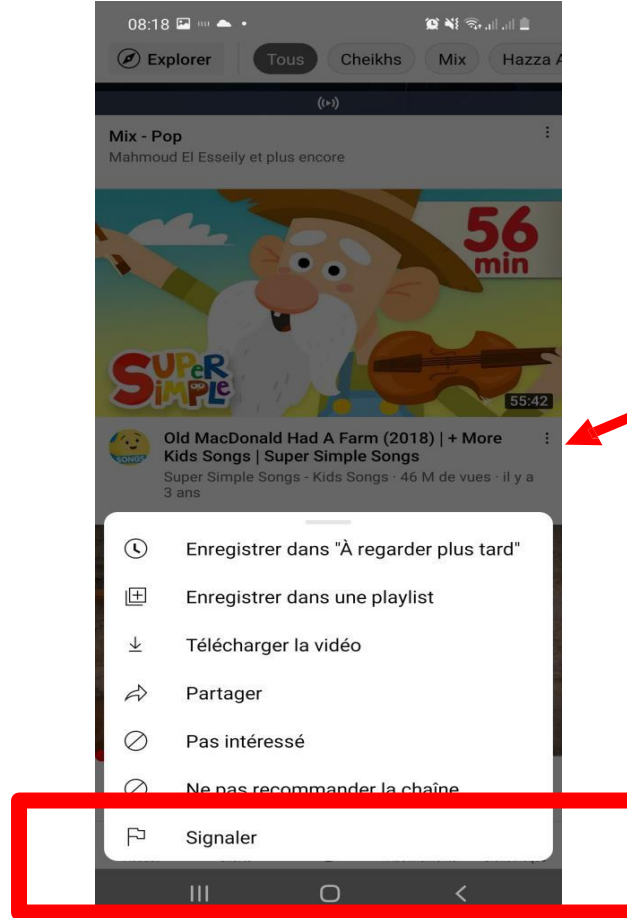 08:18
Explorer Tous Cheikhs Mix Hazza A
Mix - Pop
Mahmoud El Esseily et plus encore
56
min
SUPER
SIMPLE
55:42
SONGS
Old MacDonald Had A Farm (2018) | + More
Kids Songs | Super Simple Songs
Super Simple Songs - Kids Songs · 46 M de vues · il y a
3 ans
Enregistrer dans "À regarder plus tard"
Enregistrer dans une playlist
Télécharger la vidéo
Partager
Pas intéressé
Ne pas recommander la chaîne
Signaler